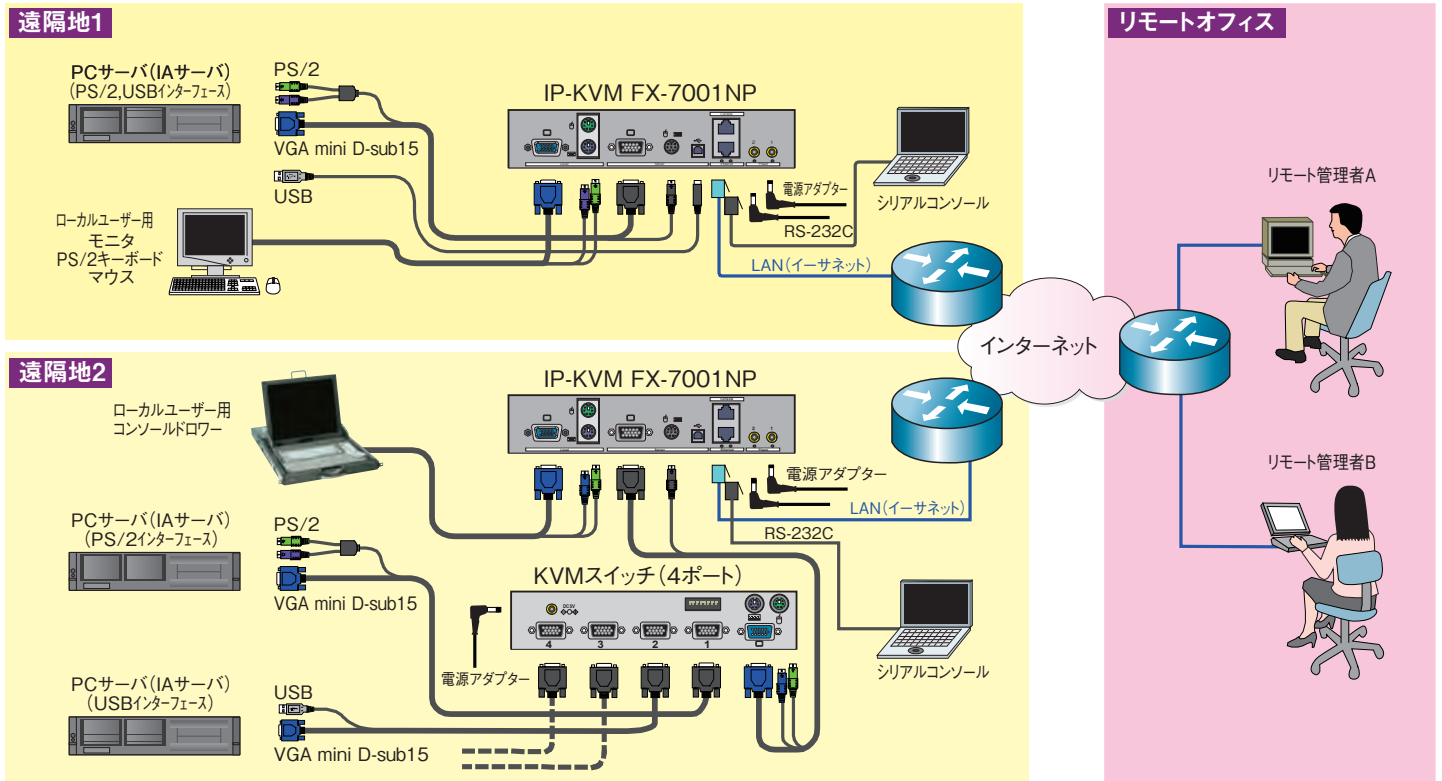 遠隔地1
PCサーバ(IAサーバ)
(PS/2,USBインターフェース)
PS/2
VGA mini D-sub15
USB
ローカルユーザー用
モニタ
PS/2キーボード
マウス
IP-KVM FX-7001NP
2 1
電源アダプター
RS-232C
シリアルコンソール
LAN(イーサネット)
インターネット
リモートオフィス
リモート管理者A
リモート管理者B
遠隔地2
ローカルユーザー用
コンソールドロワー
IP-KVM FX-7001NP
2 1
電源アダプター
LAN(イーサネット)
RS-232C
シリアルコンソール
PCサーバ(IAサーバ)
(PS/2インターフェース)
PS/2
VGA mini D-sub15
KVMスイッチ(4ポート)
DC5V
4 3 2 1
電源アダプター
PCサーバ(IAサーバ)
(USBインターフェース)
USB
VGA mini D-sub15